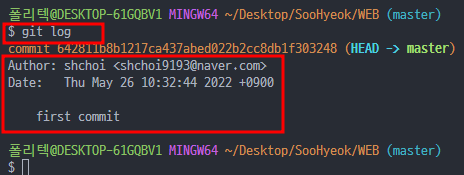 폴리텍@DESKTOP-61GQBV1 MINGW64 ~/Desktop/SooHyeok/WEB (master)
$ git log
commit 642811b8b1217ca437abed022b2cc8db1f303248 (HEAD -> master)
Author: shchoi <shchoi9193@naver.com>
Date:   Thu May 26 10:32:44 2022 +0900
first commit
폴리텍@DESKTOP-61GQBV1 MINGW64 ~/Desktop/SooHyeok/WEB (master)
$